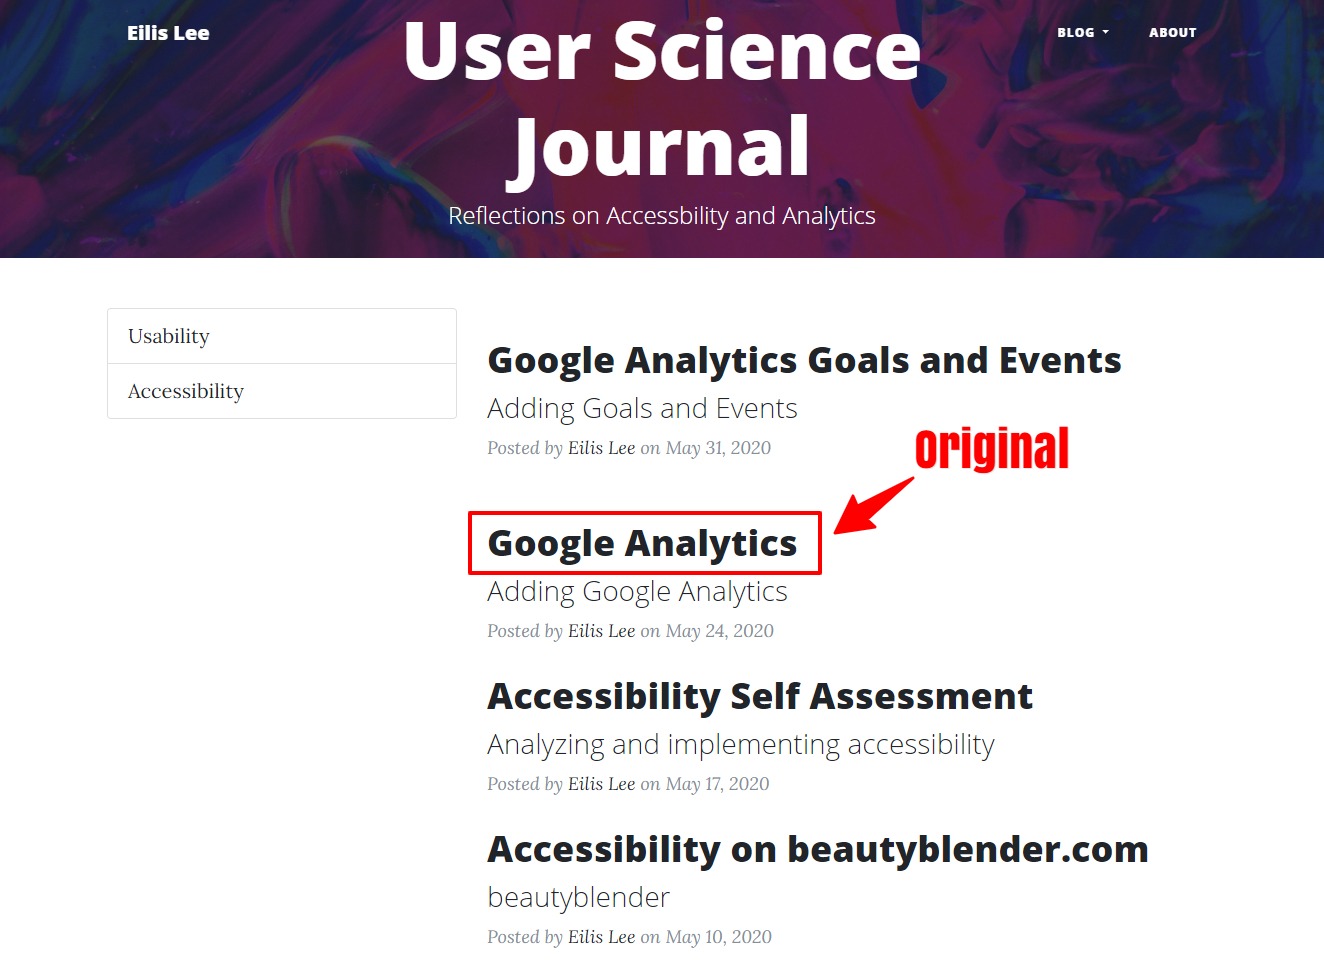 Eilis Lee
BLOG
ABOUT
User Science
Journal
Reflections on Accessbility and Analytics
Usability
Accessibility
Google Analytics Goals and Events
Adding Goals and Events
Posted by Eilis Lee on May 31, 2020
Original
Google Analytics
Adding Google Analytics
Posted by Eilis Lee on May 24, 2020
Accessibility Self Assessment
Analyzing and implementing accessibility
Posted by Eilis Lee on May 17, 2020
Accessibility on beautyblender.com
beautyblender
Posted by Eilis Lee on May 10, 2020